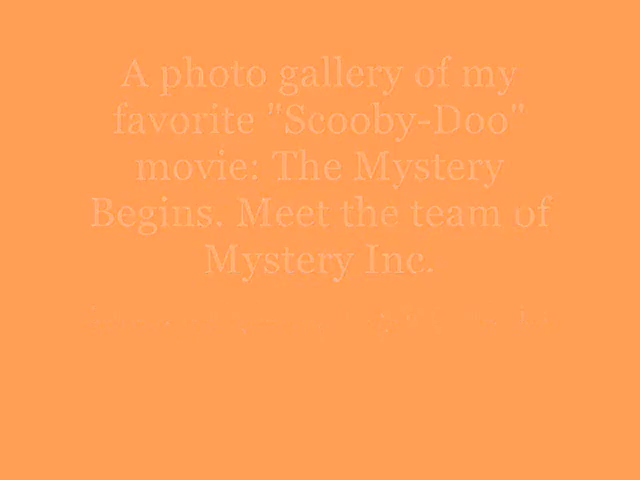 A photo gallery of my
favorite "Scooby-Doo"
movie: The Mystery
Begins. Meet the team of
Mystery Inc.